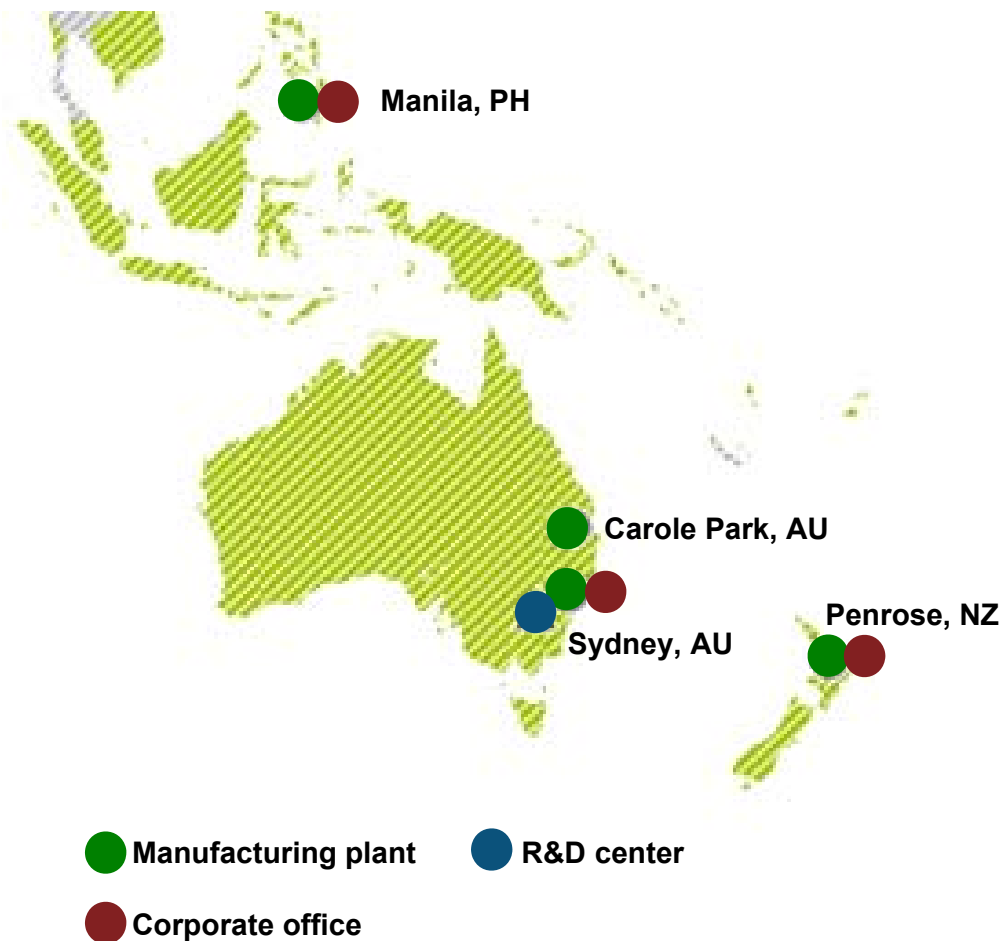 Manila, PH
Carole Park, AU
Penrose, NZ
Sydney, AU
Manufacturing plant
R&D center
Corporate office